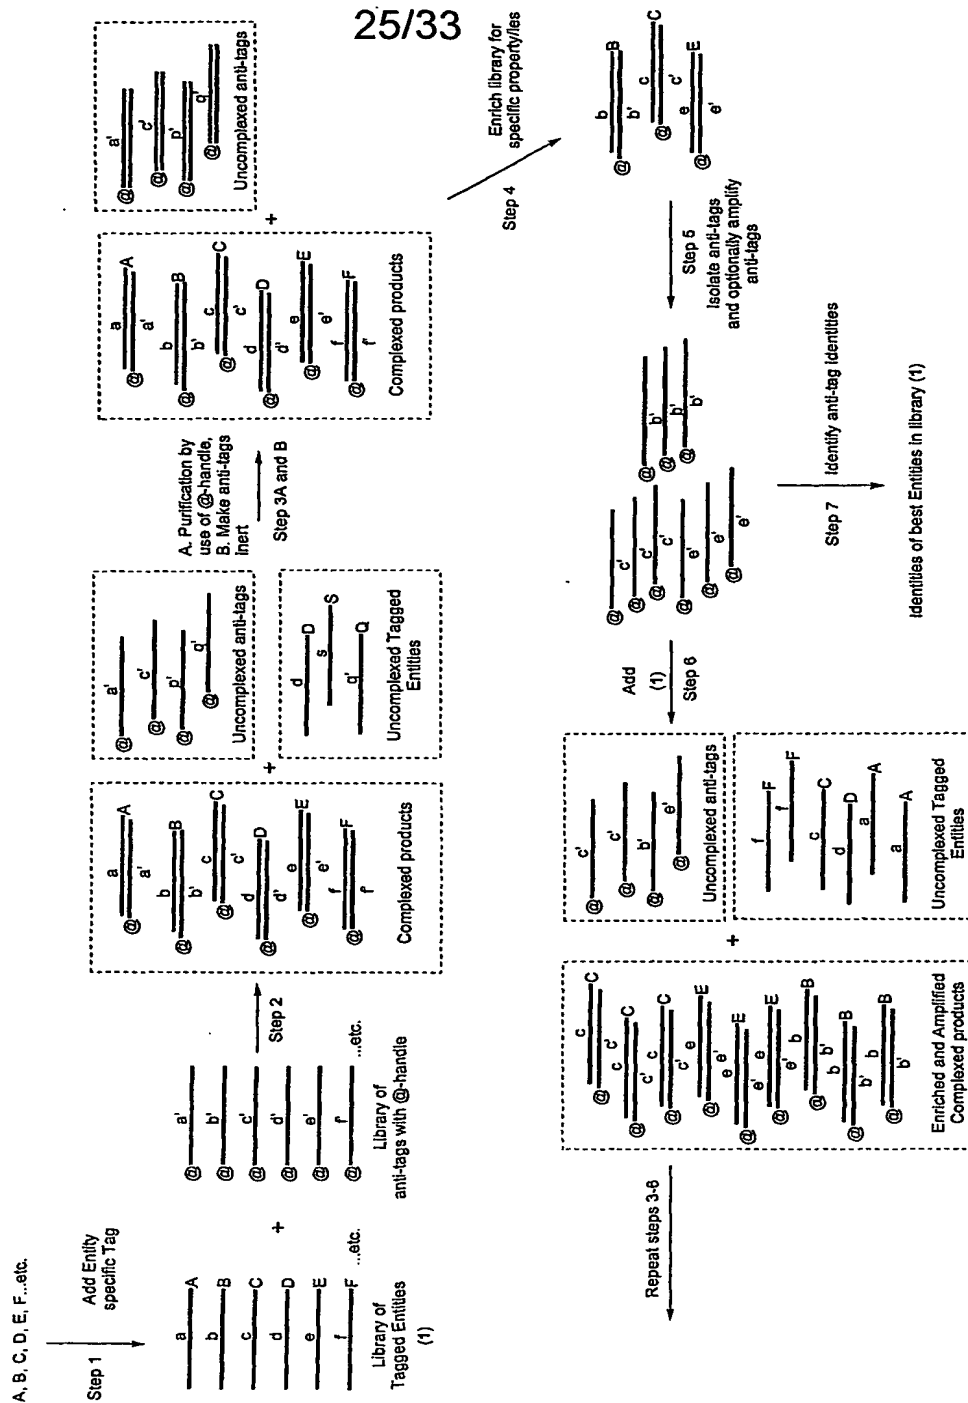 25/33
A, B, C, D, E, F...etc.
Step 1
Add Entity
specific Tag
a
A
b
B
c
C
d
D
e
E
f
F
...etc.
Library of
Tagged Entities
(1)
+
@
a'
@
b'
@
c'
@
d'
@
e'
@
f'
...etc.
Library of
anti-tags with @-handle
Step 2
a
A
@
a'
b
B
@
b'
c
C
@
c'
d
D
@
d'
e
E
@
e'
f
F
@
f'
Complexed products
+
@
a'
@
c'
@
p'
@
q'
Uncomplexed anti-tags
d
D
s
S
q'
Q
Uncomplexed Tagged
Entities
A. Purification by
use of @-handle,
B. Make anti-tags
inert
Step 3A and B
a
A
@
a'
b
B
@
b'
c
C
@
c'
d
D
@
d'
e
E
@
e'
f
F
@
f'
Complexed products
+
@
a'
@
c'
@
p'
@
q'
Uncomplexed anti-tags
Step 4
Enrich library for
specific property/ies
b
B
@
b'
c
C
@
c'
e
E
@
e'
Step 5
Isolate anti-tags
and optionally amplify
anti-tags
@
c'
@
c'
@
c'
@
e'
@
e'
@
e'
@
b'
@
b'
@
b'
Step 7
Identify anti-tag identities
Identities of best Entities in library (1)
Add
(1)
Step 6
c
C
@
c'
c
C
@
c'
c
C
@
c'
e
E
@
e'
e
E
@
e'
e
E
@
e'
b
B
@
b'
b
B
@
b'
b
B
@
b'
Enriched and Amplified
Complexed products
+
@
c'
@
c'
@
b'
@
e'
Uncomplexed anti-tags
f
F
f
F
c
C
d
D
a
A
a
A
Uncomplexed Tagged
Entities
Repeat steps 3-6